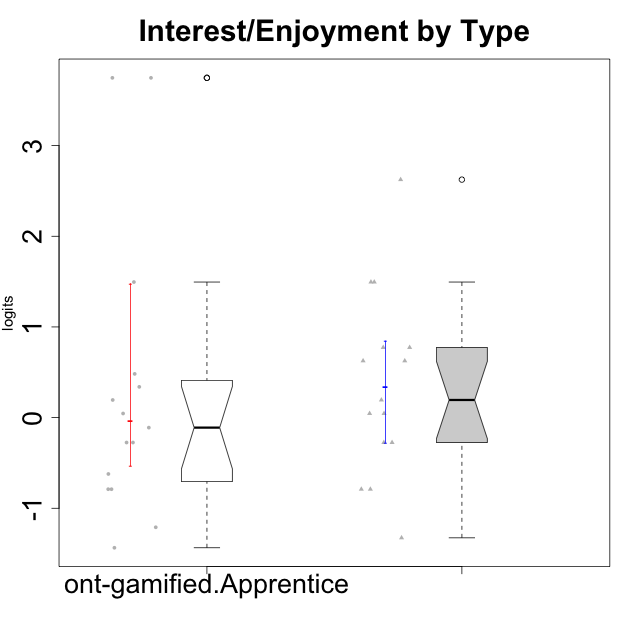 Interest/Enjoyment by Type
3
2
1
0
-1
logits
ont-gamified.Apprentice